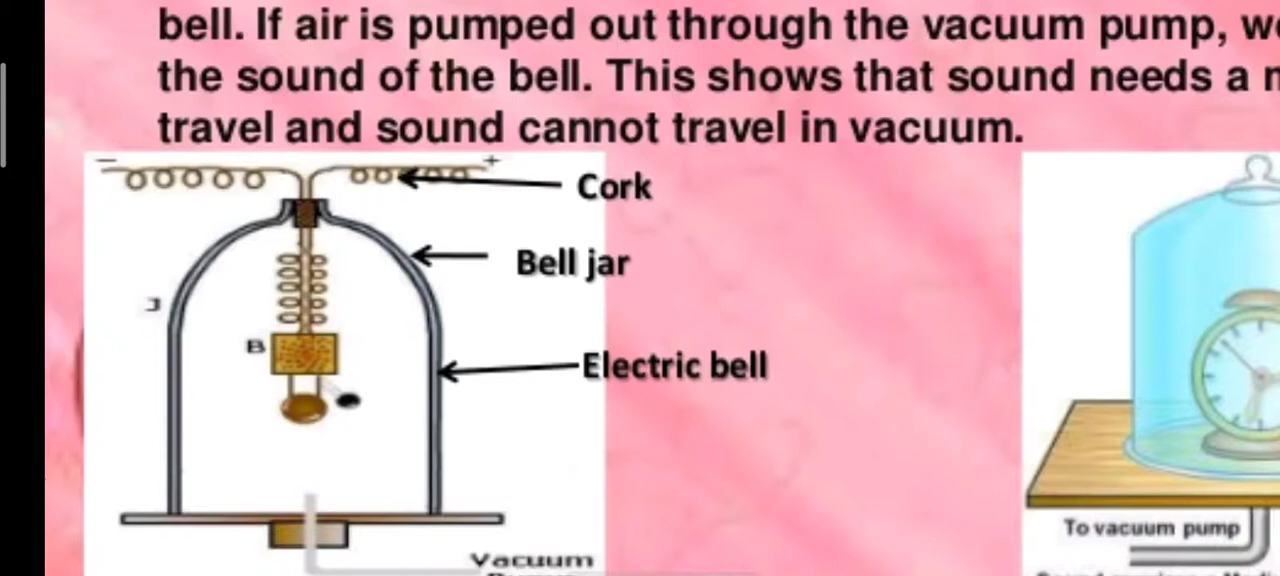 bell. If air is pumped out through the vacuum pump, we
the sound of the bell. This shows that sound needs a
travel and sound cannot travel in vacuum.
− +
Cork
Bell jar
J
B
Electric bell
To vacuum pump
Vacuum